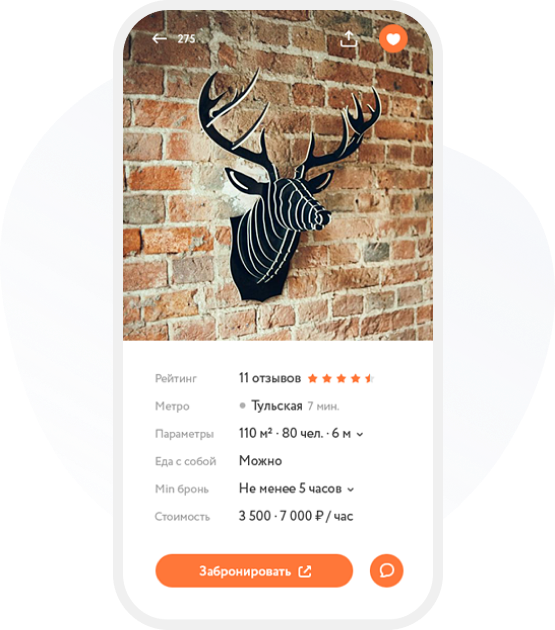 275
Рейтинг 11 отзывов
Метро Тульская 7 мин.
Параметры 110 м² · 80 чел. · 6 м
Еда с собой Можно
Min бронь Не менее 5 часов
Стоимость 3 500 · 7 000 ₽ / час
Забронировать